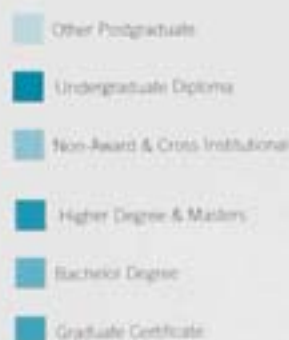 Other Postgraduate
Undergraduate Diploma
Non-Award & Cross Institutional
Higher Degree & Masters
Bachelor Degree
Graduate Certificate